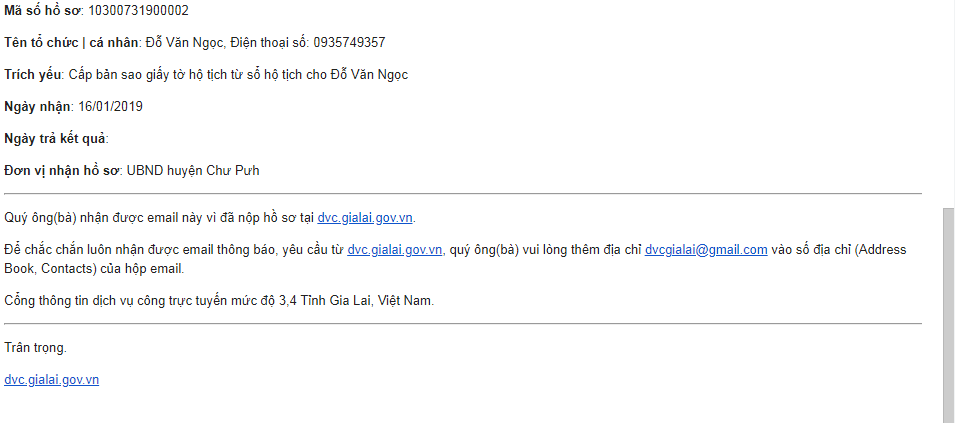 Mã số hồ sơ: 10300731900002
Tên tổ chức | cá nhân: Đỗ Văn Ngọc, Điện thoại số: 0935749357
Trích yếu: Cấp bản sao giấy tờ hộ tịch từ sổ hộ tịch cho Đỗ Văn Ngọc
Ngày nhận: 16/01/2019
Ngày trả kết quả:
Đơn vị nhận hồ sơ: UBND huyện Chư Pưh
Quý ông(bà) nhận được email này vì đã nộp hồ sơ tại dvc.gialai.gov.vn.
Để chắc chắn luôn nhận được email thông báo, yêu cầu từ dvc.gialai.gov.vn, quý ông(bà) vui lòng thêm địa chỉ dvcgialai@gmail.com vào số địa chỉ (Address
Book, Contacts) của hộp email.
Cổng thông tin dịch vụ công trực tuyến mức độ 3,4 Tỉnh Gia Lai, Việt Nam.
Trân trọng.
dvc.gialai.gov.vn